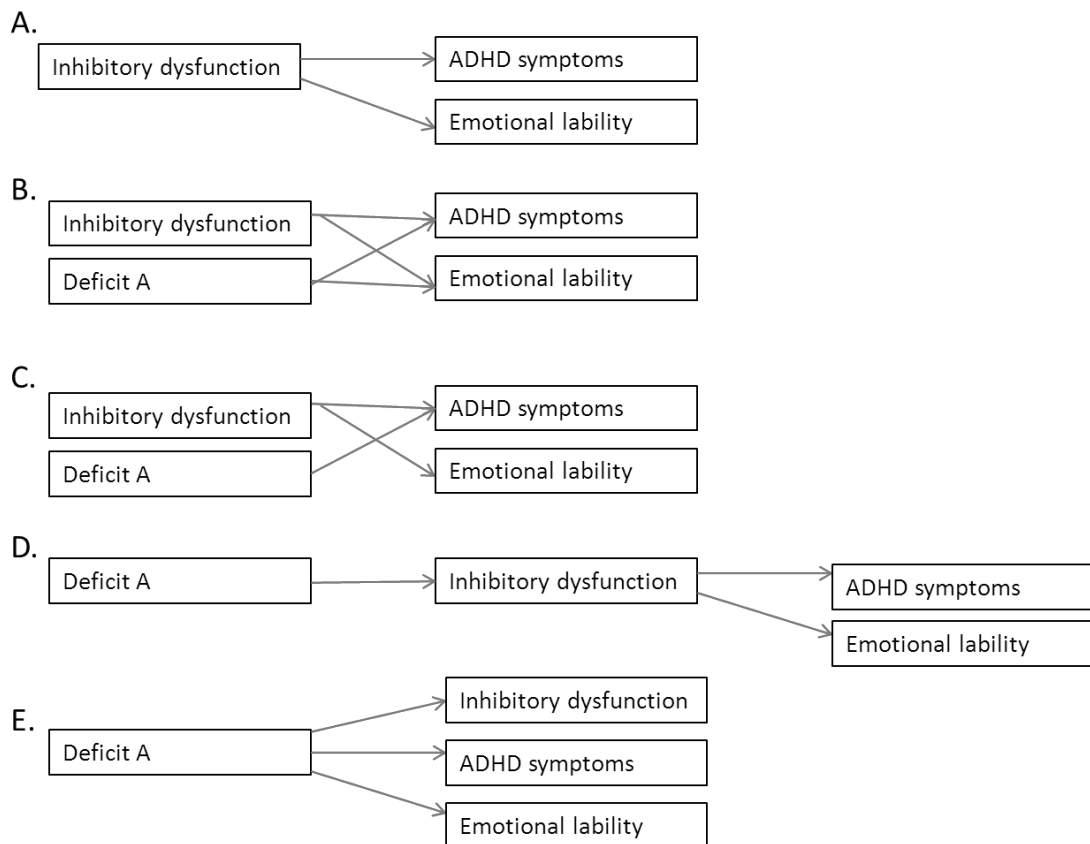 A.
Inhibitory dysfunction
ADHD symptoms
Emotional lability
B.
Inhibitory dysfunction
ADHD symptoms
Deficit A
Emotional lability
C.
Inhibitory dysfunction
ADHD symptoms
Deficit A
Emotional lability
D.
Deficit A
Inhibitory dysfunction
ADHD symptoms
Emotional lability
E.
Deficit A
Inhibitory dysfunction
ADHD symptoms
Emotional lability